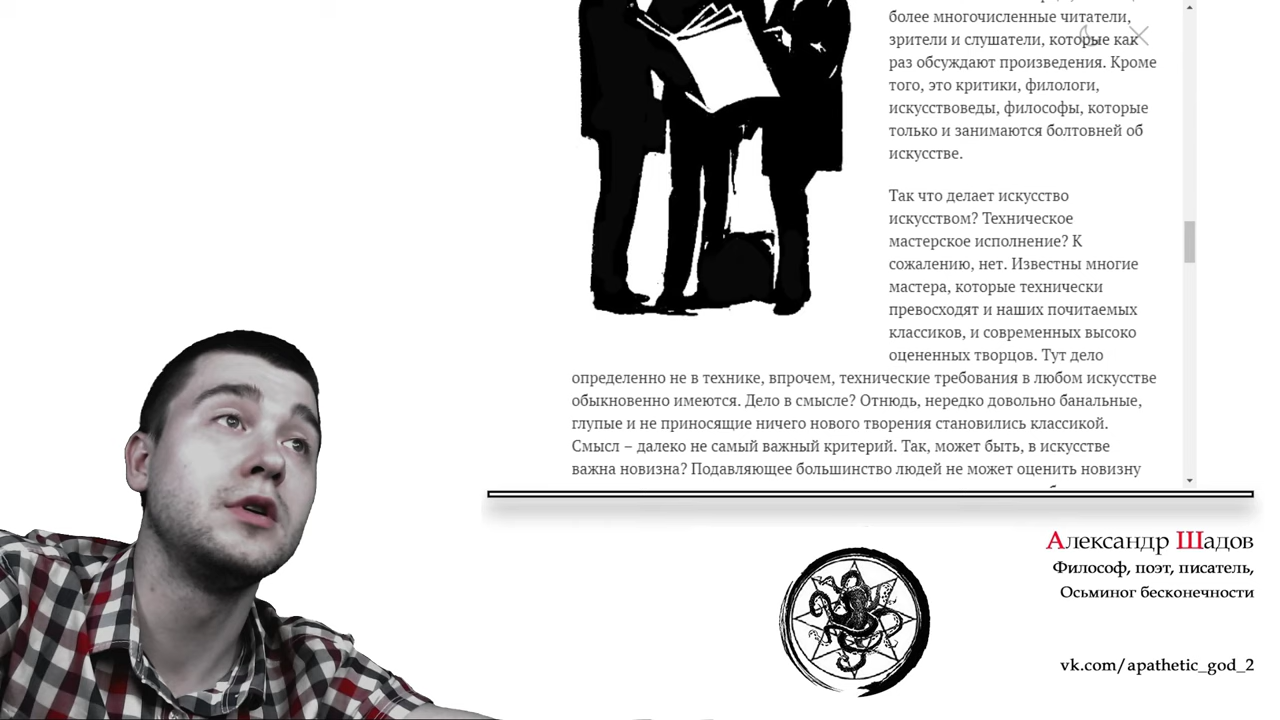 более многочисленные читатели,
зрители и слушатели, которые как
раз обсуждают произведения. Кроме
того, это критики, филологи,
искусствоведы, философы, которые
только и занимаются болтовней об
искусстве.
Так что делает искусство
искусством? Техническое
мастерское исполнение? К
сожалению, нет. Известны многие
мастера, которые технически
превосходят и наших почитаемых
классиков, и современных высоко
оцененных творцов. Тут дело
определенно не в технике, впрочем, технические требования в любом искусстве
обыкновенно имеются. Дело в смысле? Отнюдь, нередко довольно банальные,
глупые и не приносящие ничего нового творения становились классикой.
Смысл – далеко не самый важный критерий. Так, может быть, в искусстве
важна новизна? Подавляющее большинство людей не может оценить новизну
Александр Шадов
Философ, поэт, писатель,
Осьминог бесконечности
vk.com/apathetic_god_2